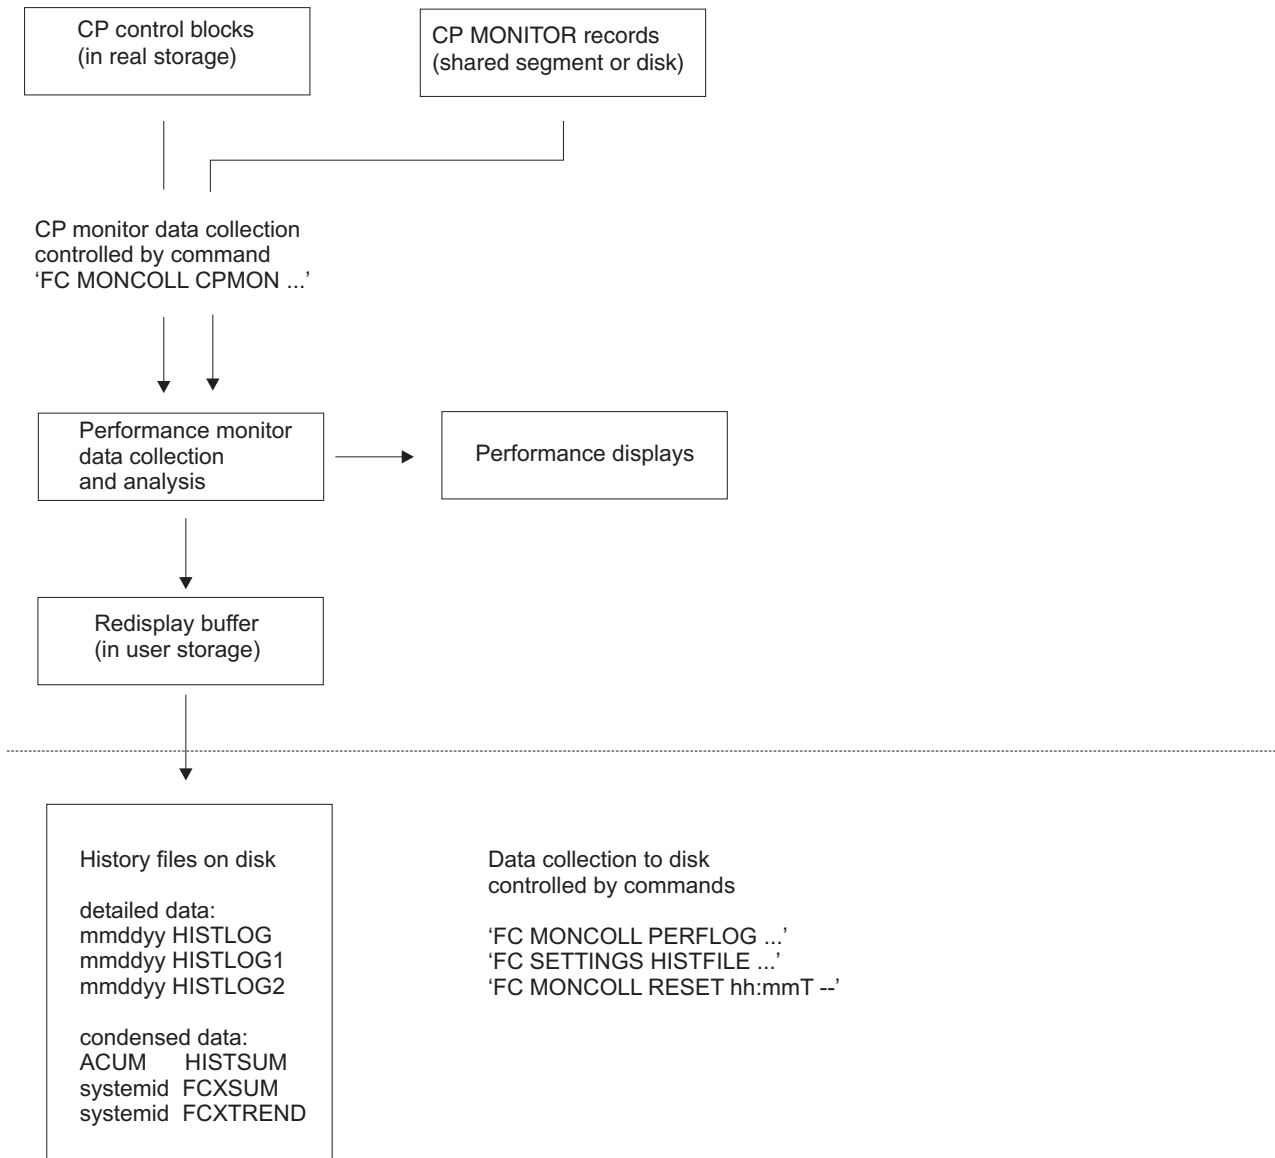 CP control blocks
(in real storage)
CP MONITOR records
(shared segment or disk)
CP monitor data collection
controlled by command
‘FC MONCOLL CPMON ...’
Performance monitor
data collection
and analysis
Performance displays
Redisplay buffer
(in user storage)
History files on disk
detailed data:
mmddyy HISTLOG
mmddyy HISTLOG1
mmddyy HISTLOG2
condensed data:
ACUM HISTSUM
systemid FCXSUM
systemid FCXTREND
Data collection to disk
controlled by commands
‘FC MONCOLL PERFLOG ...’
‘FC SETTINGS HISTFILE ...’
‘FC MONCOLL RESET hh:mmT --’